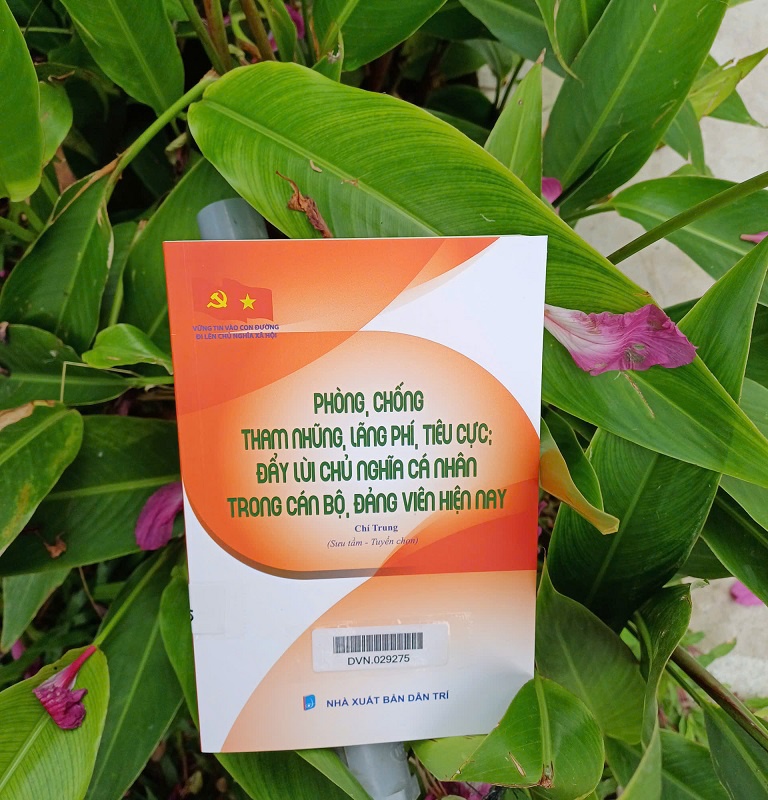 VỮNG TIN VÀO CON ĐƯỜNG
ĐI LÊN CHỦ NGHĨA XÃ HỘI
PHÒNG, CHỐNG
THAM NHŨNG, LÃNG PHÍ, TIÊU CỰC;
ĐẨY LÙI CHỦ NGHĨA CÁ NHÂN
TRONG CÁN BỘ, ĐẢNG VIÊN HIỆN NAY
Chí Trung
(Sưu tầm - Tuyển chọn)
DVN.029275
NHÀ XUẤT BẢN DÂN TRÍ